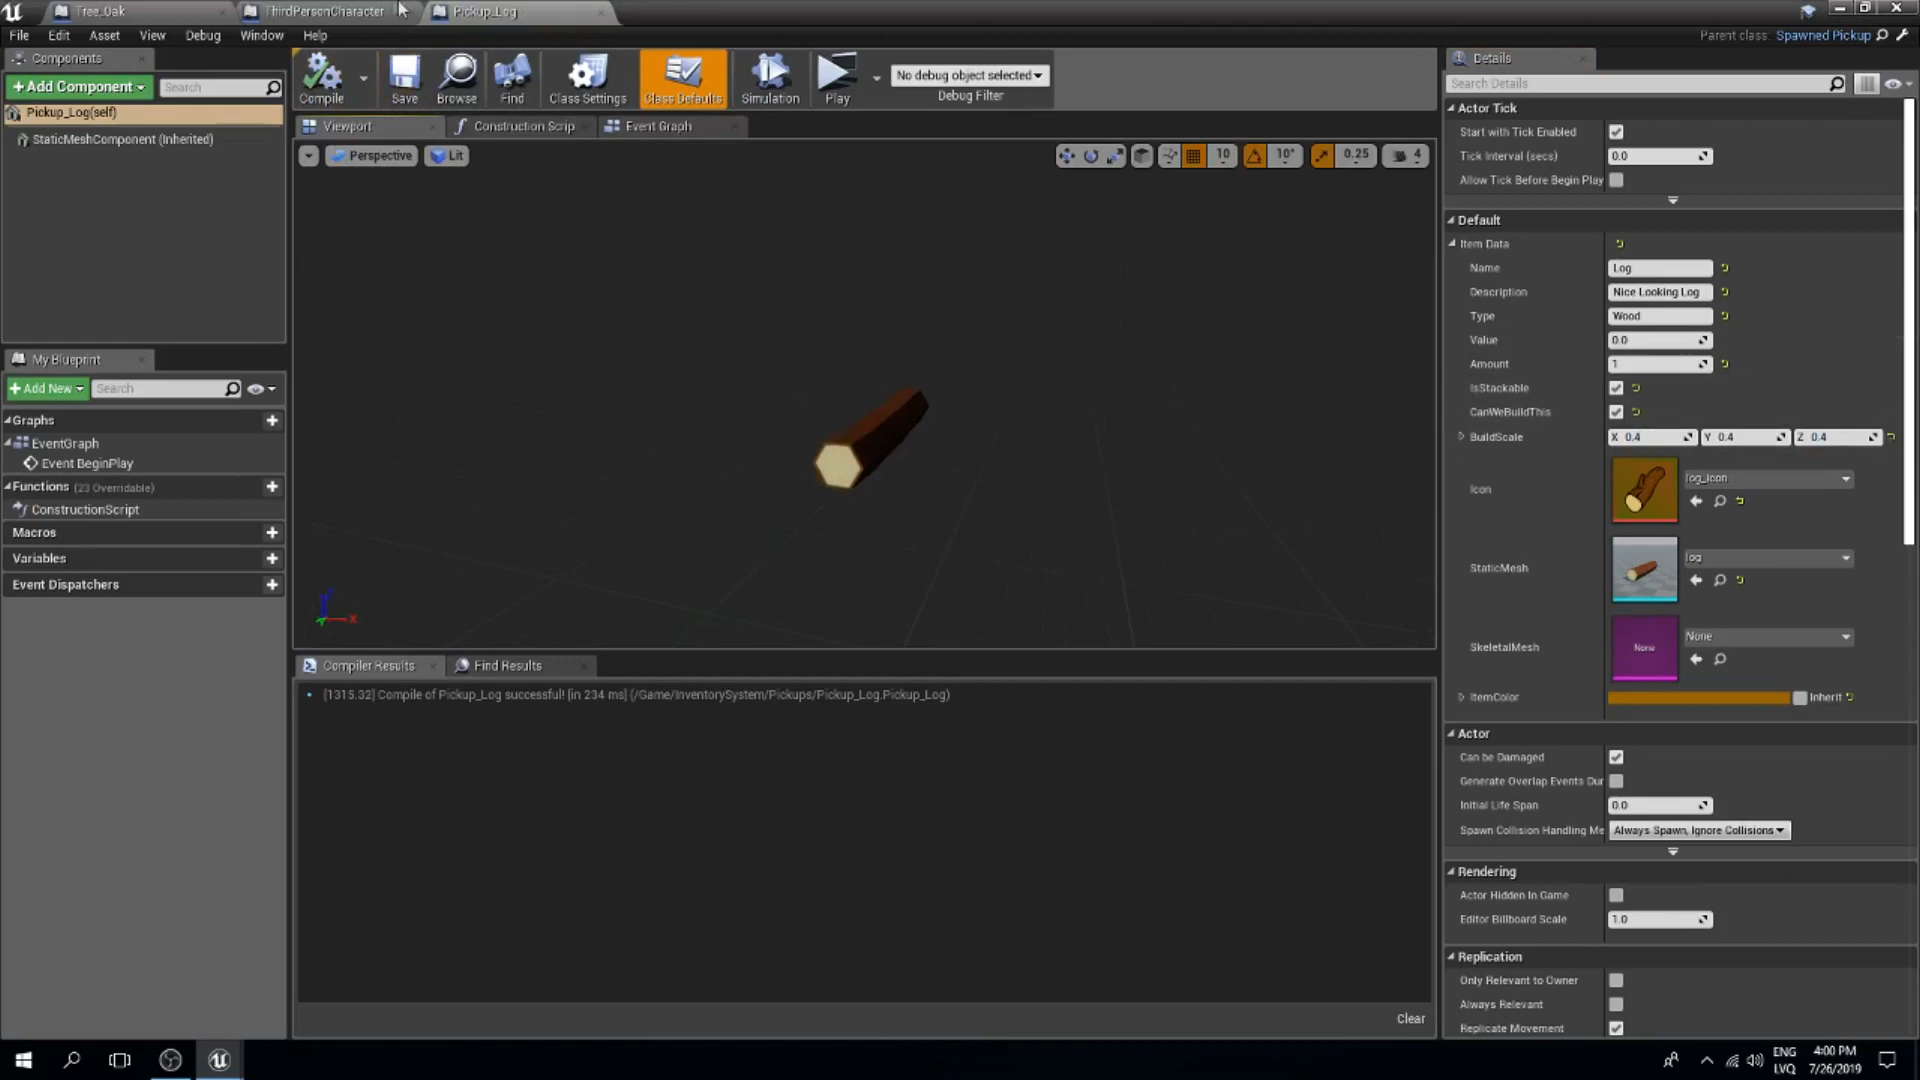 Tree_Oak
ThirdPersonCharacter
Pickup_Log
File Edit Asset View Debug Window Help
Parent class: Spawned Pickup
Components
+Add Component
Search
Pickup_Log(self)
StaticMeshComponent (Inherited)
My Blueprint
+Add New
Search
Graphs
EventGraph
Event BeginPlay
Functions (23 Overridable)
ConstructionScript
Macros
Variables
Event Dispatchers
Compile
Save
Browse
Find
Class Settings
Class Defaults
Simulation
Play
No debug object selected
Debug Filter
Viewport
Construction Scrip
Event Graph
Perspective
Lit
10
10°
0.25
4
Z
X
Compiler Results
Find Results
[1315.32] Compile of Pickup_Log successful! [in 234 ms] (/Game/InventorySystem/Pickups/Pickup_Log.Pickup_Log)
Clear
Details
Search Details
Actor Tick
Start with Tick Enabled
Tick Interval (secs) 0.0
Allow Tick Before Begin Play
Default
Item Data
Name Log
Description Nice Looking Log
Type Wood
Value 0.0
Amount 1
IsStackable
CanWeBuildThis
BuildScale X 0.4 Y 0.4 Z 0.4
Icon log_Icon
StaticMesh log
SkeletalMesh None None
ItemColor Inherit
Actor
Can be Damaged
Generate Overlap Events Dur
Initial Life Span 0.0
Spawn Collision Handling Me Always Spawn, Ignore Collisions
Rendering
Actor Hidden In Game
Editor Billboard Scale 1.0
Replication
Only Relevant to Owner
Always Relevant
Replicate Movement
ENG
LVQ
4:00 PM
7/26/2019